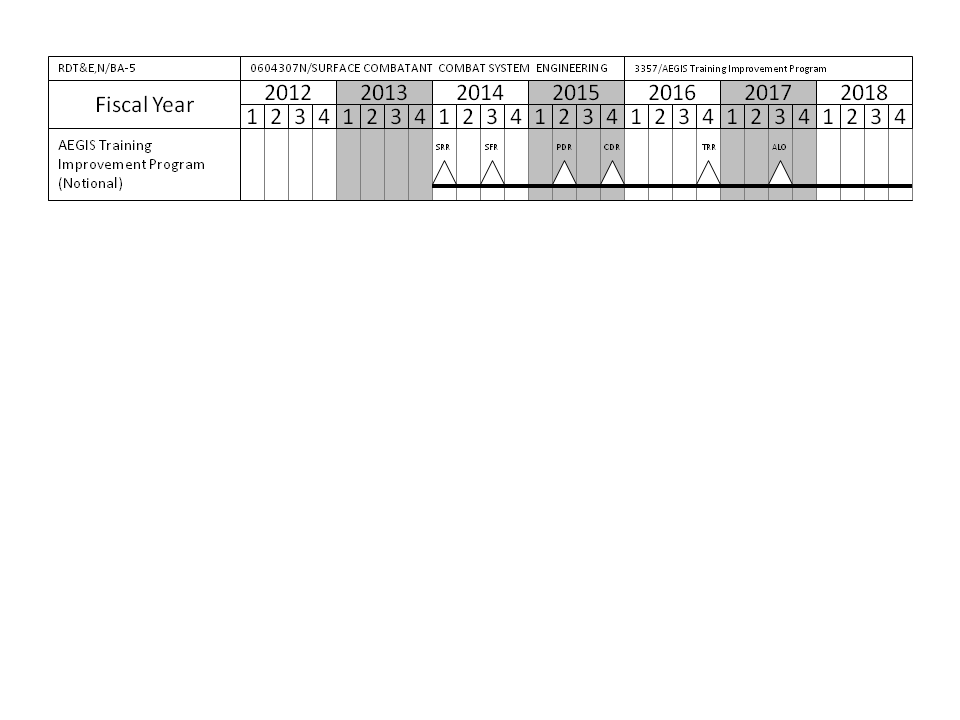 RDT&E,N/BA-5 0604307N/SURFACE COMBATANT COMBAT SYSTEM ENGINEERING 3357/AEGIS Training Improvement Program
Fiscal Year 2012 2013 2014 2015 2016 2017 2018
1 2 3 4 1 2 3 4 1 2 3 4 1 2 3 4 1 2 3 4 1 2 3 4 1 2 3 4
AEGIS Training
Improvement Program
(Notional)
SRR SFR PDR CDR TRR ALO